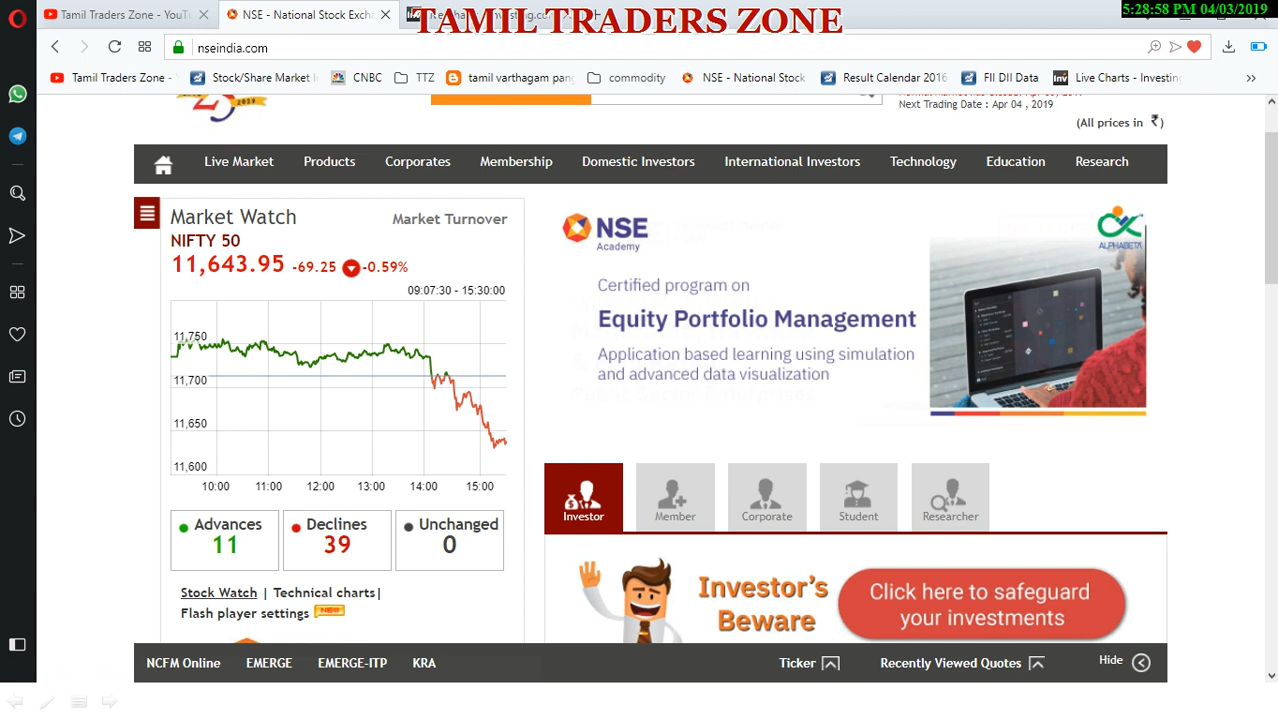 TAMIL TRADERS ZONE
5:28:58 PM 04/03/2019
Tamil Traders Zone - YouT
NSE - National Stock Excha
nseindia.com
Tamil Traders Zone -
Stock/Share Market
CNBC
TTZ
tamil varthagam pan
commodity
NSE - National Stock
Result Calendar 2016
FII DII Data
Live Charts - Investin
Next Trading Date : Apr 04 , 2019
(All prices in ₹)
Live Market
Products
Corporates
Membership
Domestic Investors
International Investors
Technology
Education
Research
Market Watch
Market Turnover
NIFTY 50
11,643.95 -69.25 -0.59%
09:07:30 - 15:30:00
11,750
11,700
11,650
11,600
10:00 11:00 12:00 13:00 14:00 15:00
Advances
11
Declines
39
Unchanged
0
Stock Watch | Technical charts|
Flash player settings NEW
NSE
Academy
ALPHABETA
Certified program on
Equity Portfolio Management
Application based learning using simulation
and advanced data visualization
Investor
Member
Corporate
Student
Researcher
Investor's
Beware
Click here to safeguard
your investments
NCFM Online
EMERGE
EMERGE-ITP
KRA
Ticker
Recently Viewed Quotes
Hide